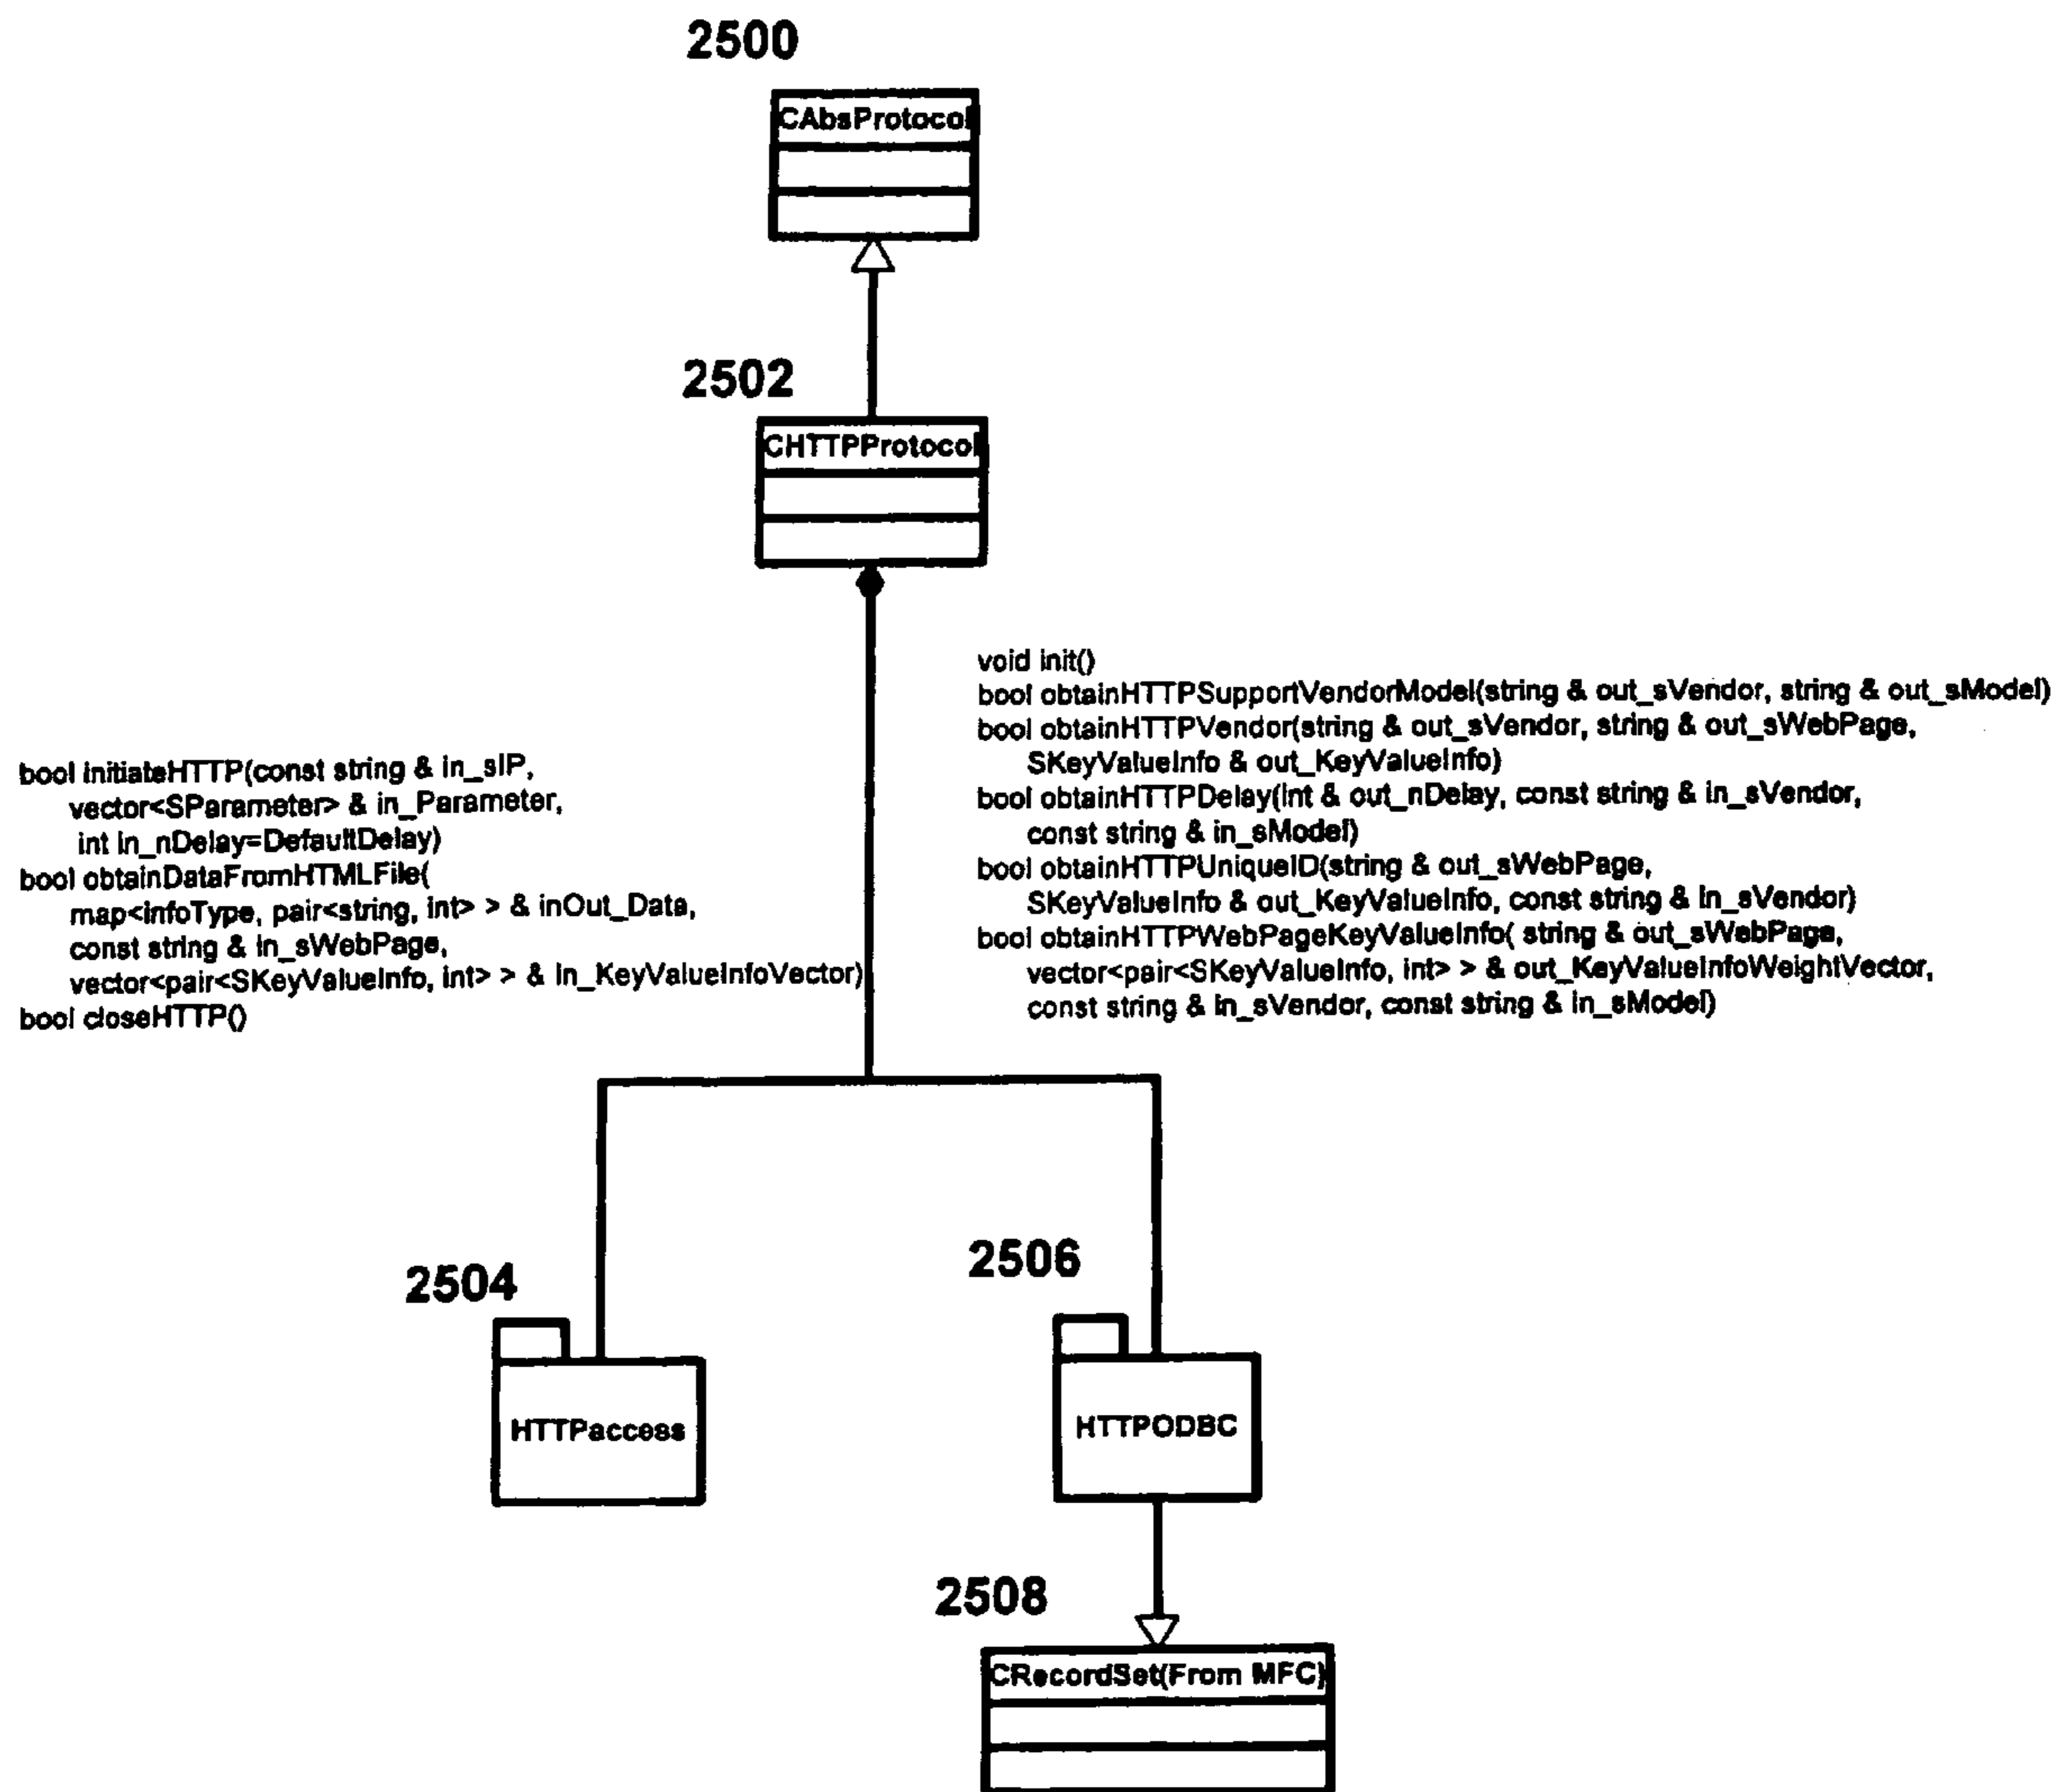 2500
CAbsProtocol
2502
CHTTPProtocol
bool initiateHTTP(const string & in_sIP,
vector<SParameter> & in_Parameter,
int in_nDelay=DefaultDelay)
bool obtainDataFromHTMLFile(
map<infoType, pair<string, int> > & inOut_Data,
const string & in_sWebPage,
vector<pair<SKeyValueInfo, int> > & in_KeyValueInfoVector)
bool closeHTTP()
void init()
bool obtainHTTPSupportVendorModel(string & out_sVendor, string & out_sModel)
bool obtainHTTPVendor(string & out_sVendor, string & out_sWebPage,
SKeyValueInfo & out_KeyValueInfo)
bool obtainHTTPDelay(int & out_nDelay, const string & in_sVendor,
const string & in_sModel)
bool obtainHTTPUniqueID(string & out_sWebPage,
SKeyValueInfo & out_KeyValueInfo, const string & in_sVendor)
bool obtainHTTPWebPageKeyValueInfo( string & out_sWebPage,
vector<pair<SKeyValueInfo, int> > & out_KeyValueInfoWeightVector,
const string & in_sVendor, const string & in_sModel)
2504
HTTPaccess
2506
HTTPODBC
2508
CRecordSet(From MFC)